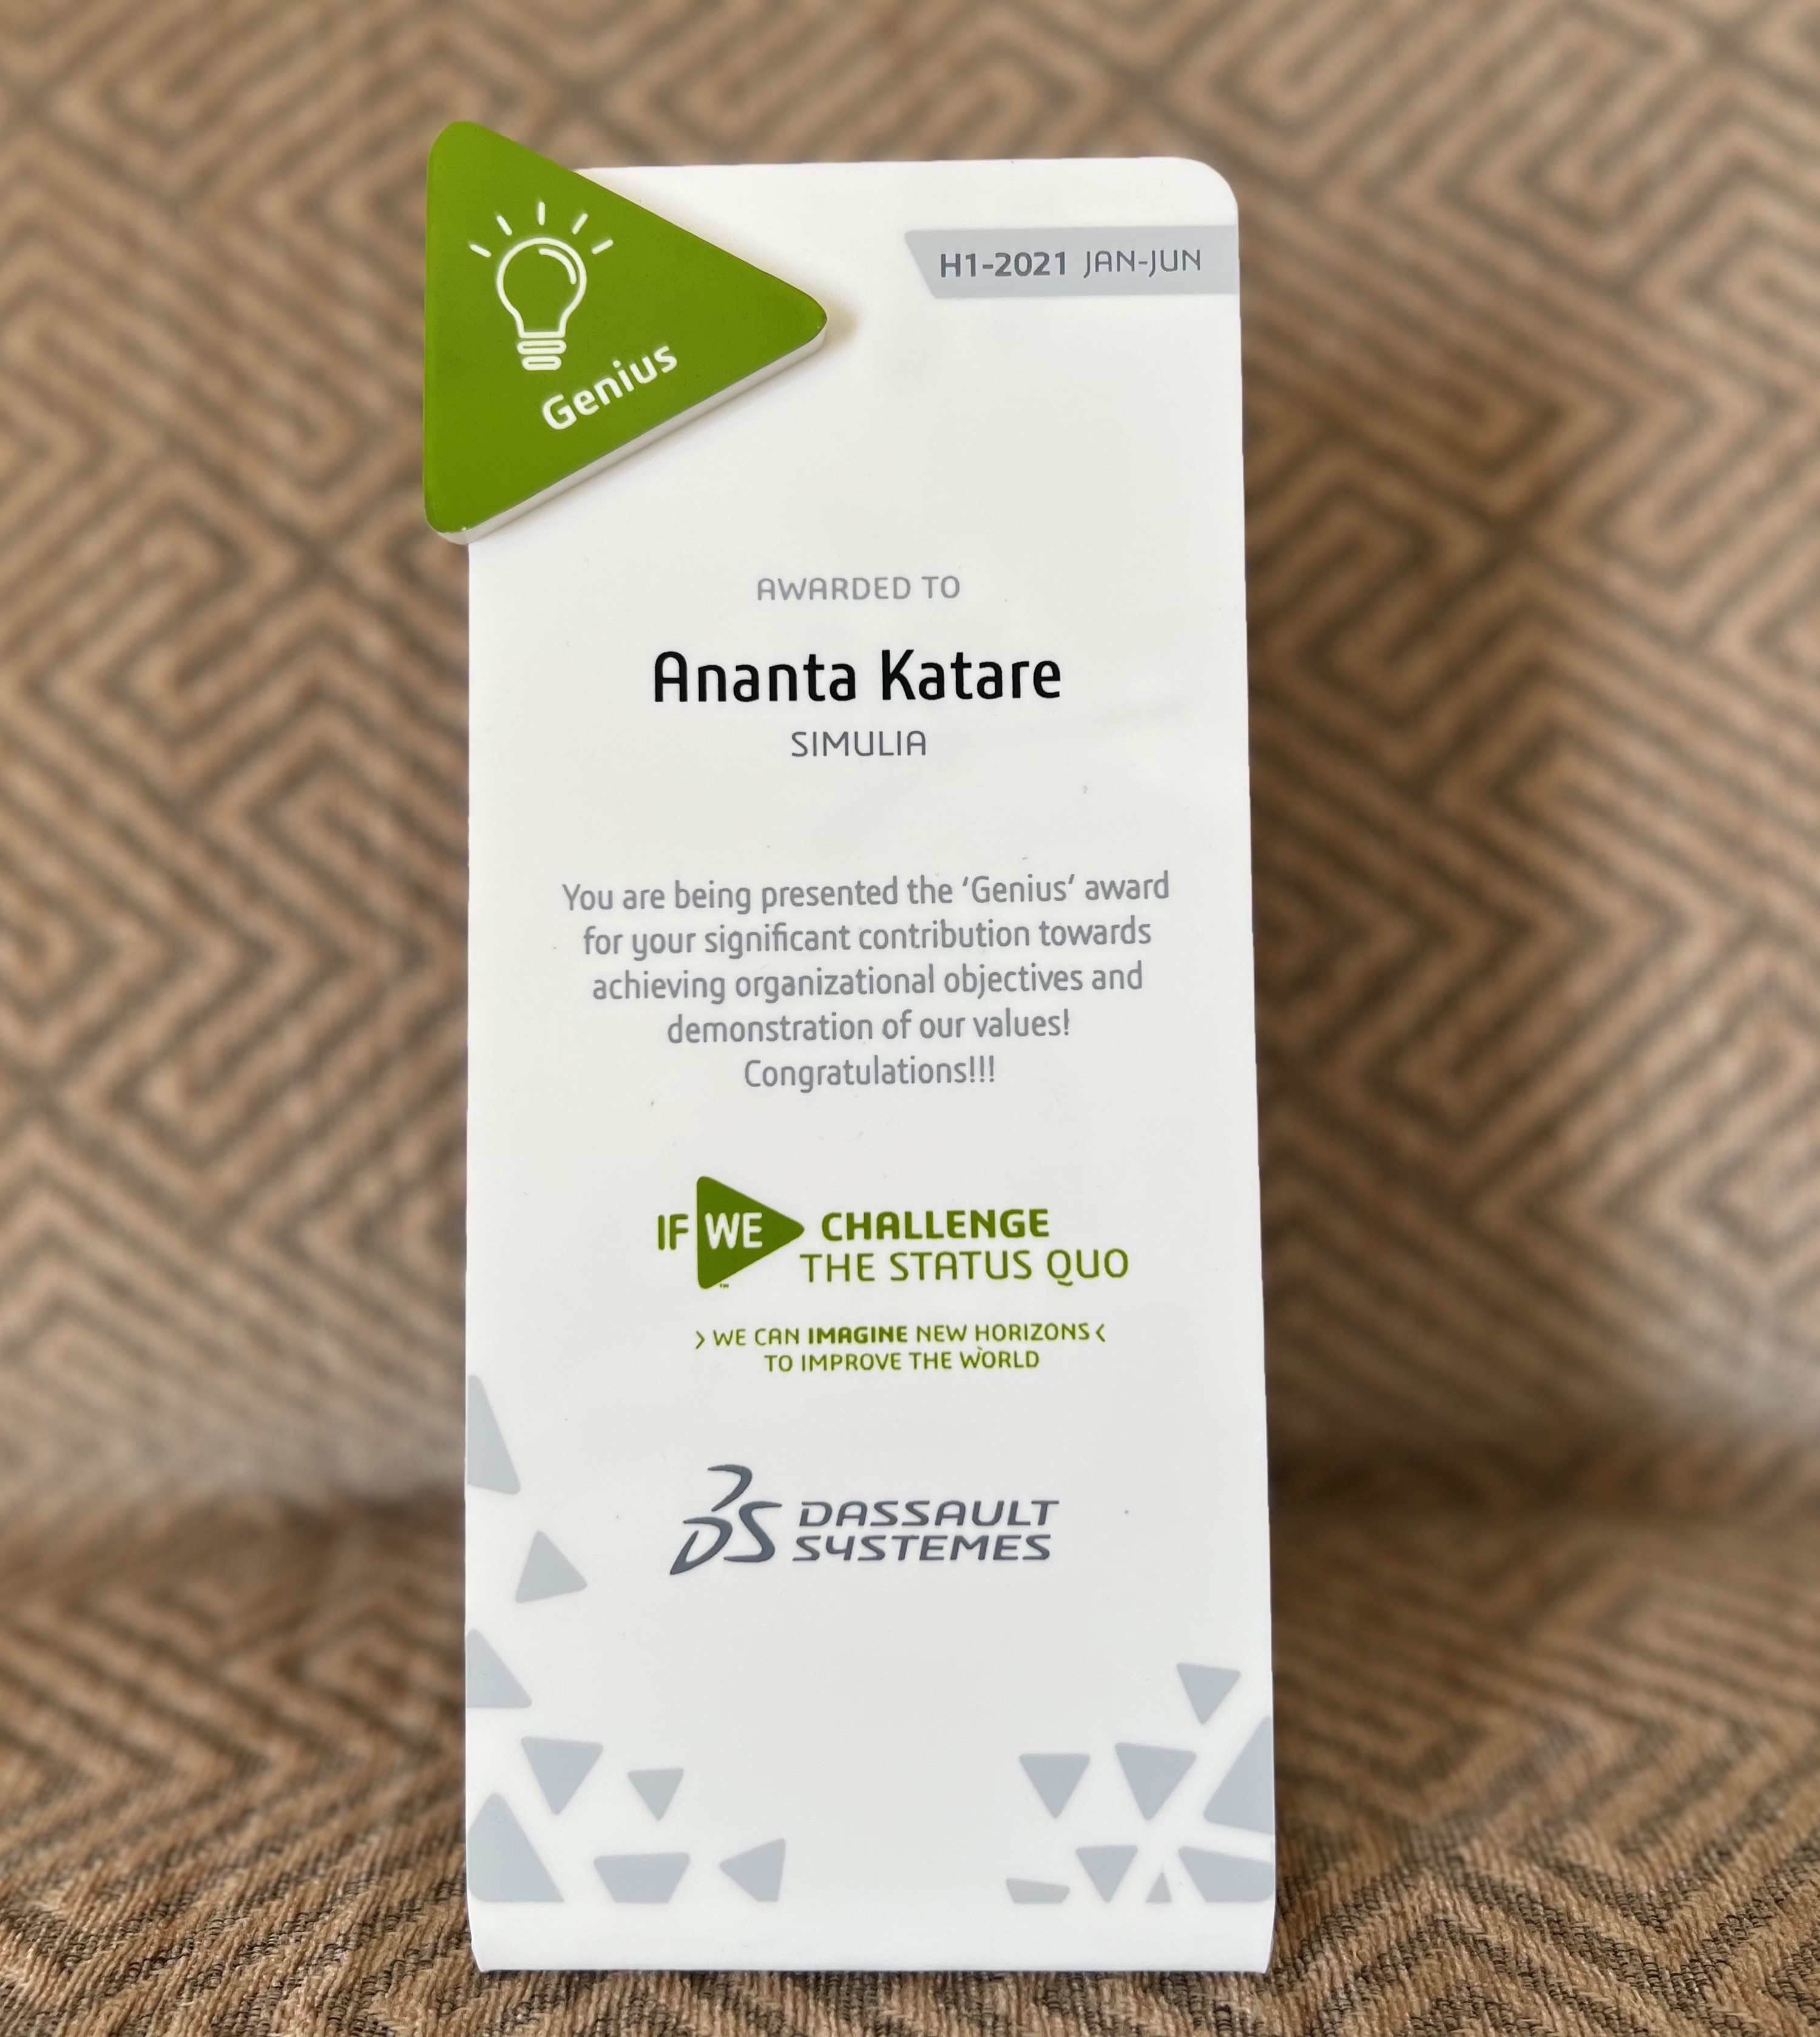 Genius
H1-2021 JAN-JUN
AWARDED TO
Ananta Katare
SIMULIA
You are being presented the ‘Genius’ award
for your significant contribution towards
achieving organizational objectives and
demonstration of our values!
Congratulations!!!
IF WE CHALLENGE
THE STATUS QUO
™
› WE CAN IMAGINE NEW HORIZONS ‹
TO IMPROVE THE WORLD
3DS DASSAULT
SYSTEMES